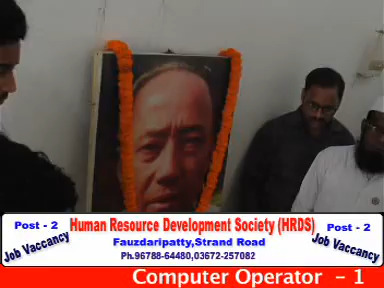 Post - 2
Job Vaccancy
Human Resource Development Society (HRDS)
Fauzdaripatty,Strand Road
Ph.96788-64480,03672-257082
Post - 2
Job Vaccancy
Computer Operator - 1